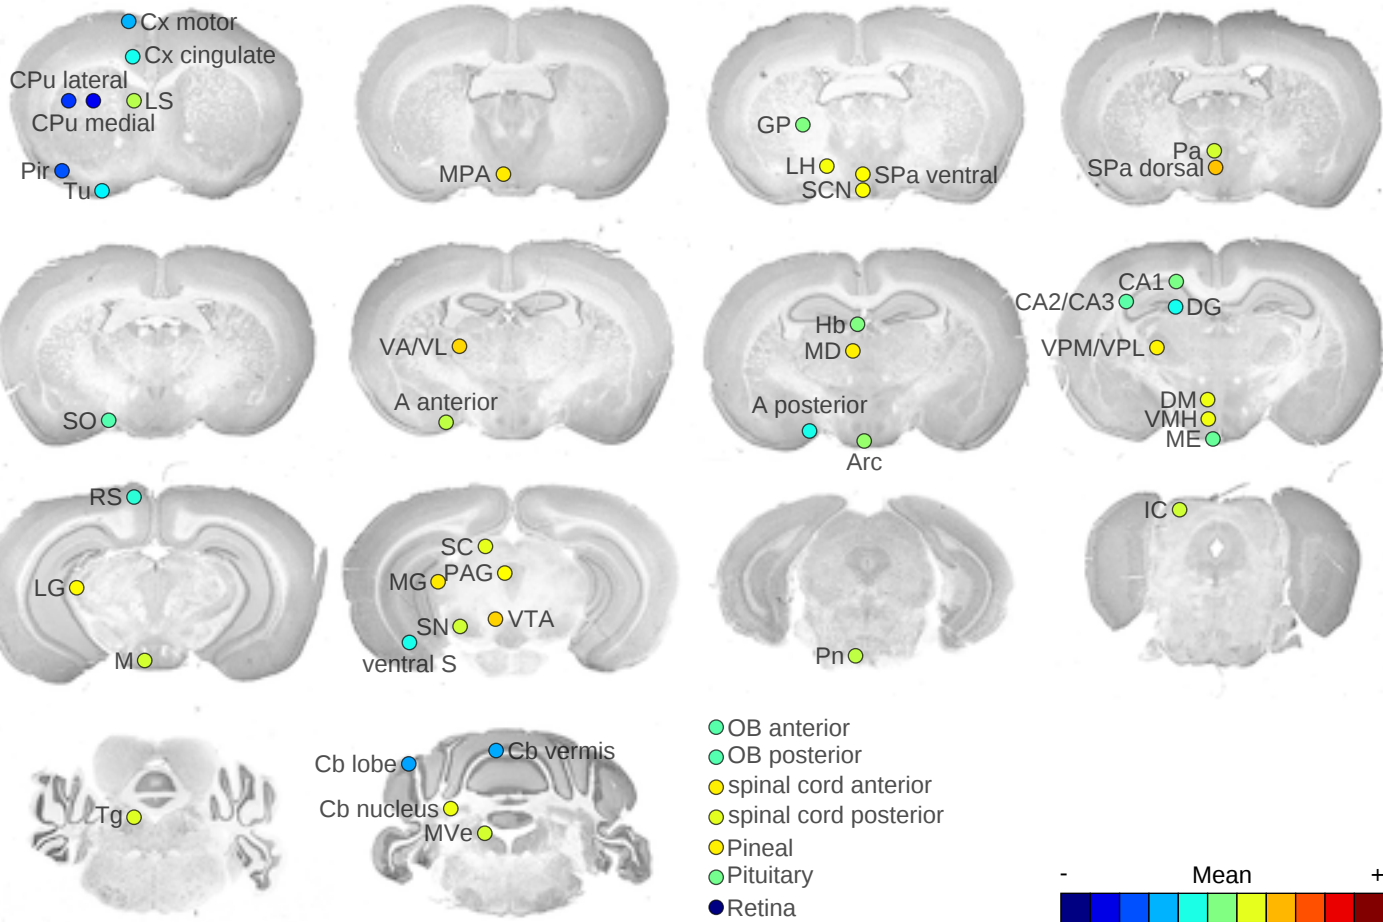 Cx motor
Cx cingulate
CPu lateral
LS
CPu medial
Pir
Tu
MPA
GP
LH
SPa ventral
SCN
Pa
SPa dorsal
SO
VA/VL
A anterior
Hb
MD
A posterior
Arc
CA1
CA2/CA3
DG
VPM/VPL
DM
VMH
ME
RS
LG
M
SC
MG
PAG
SN
VTA
ventral S
Pn
IC
Tg
Cb lobe
Cb vermis
Cb nucleus
MVe
OB anterior
OB posterior
spinal cord anterior
spinal cord posterior
Pineal
Pituitary
Retina
- Mean +